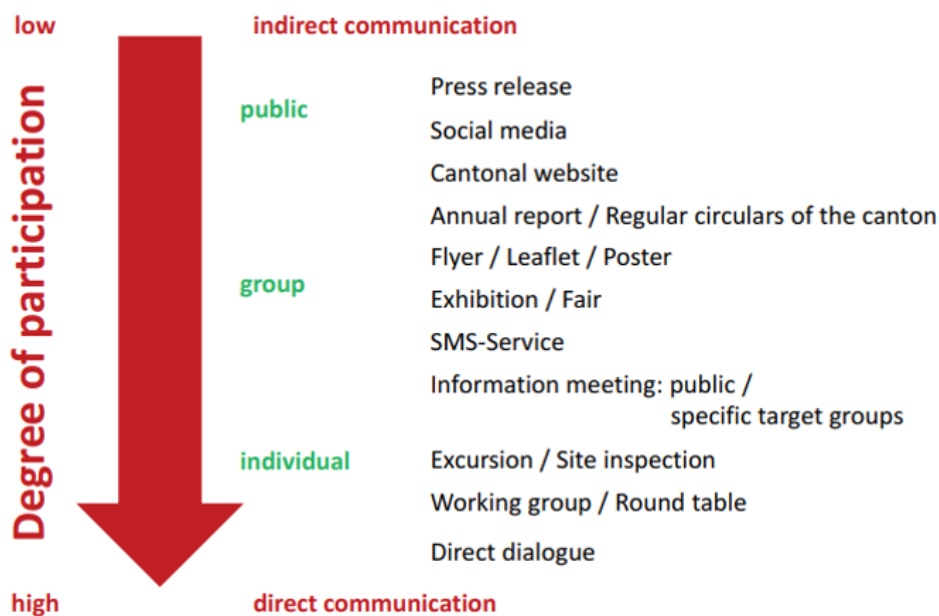 low
indirect communication
Degree of participation
public
Press release
Social media
Cantonal website
Annual report / Regular circulars of the canton
Flyer / Leaflet / Poster
group
Exhibition / Fair
SMS-Service
Information meeting: public /
specific target groups
individual
Excursion / Site inspection
Working group / Round table
Direct dialogue
high
direct communication